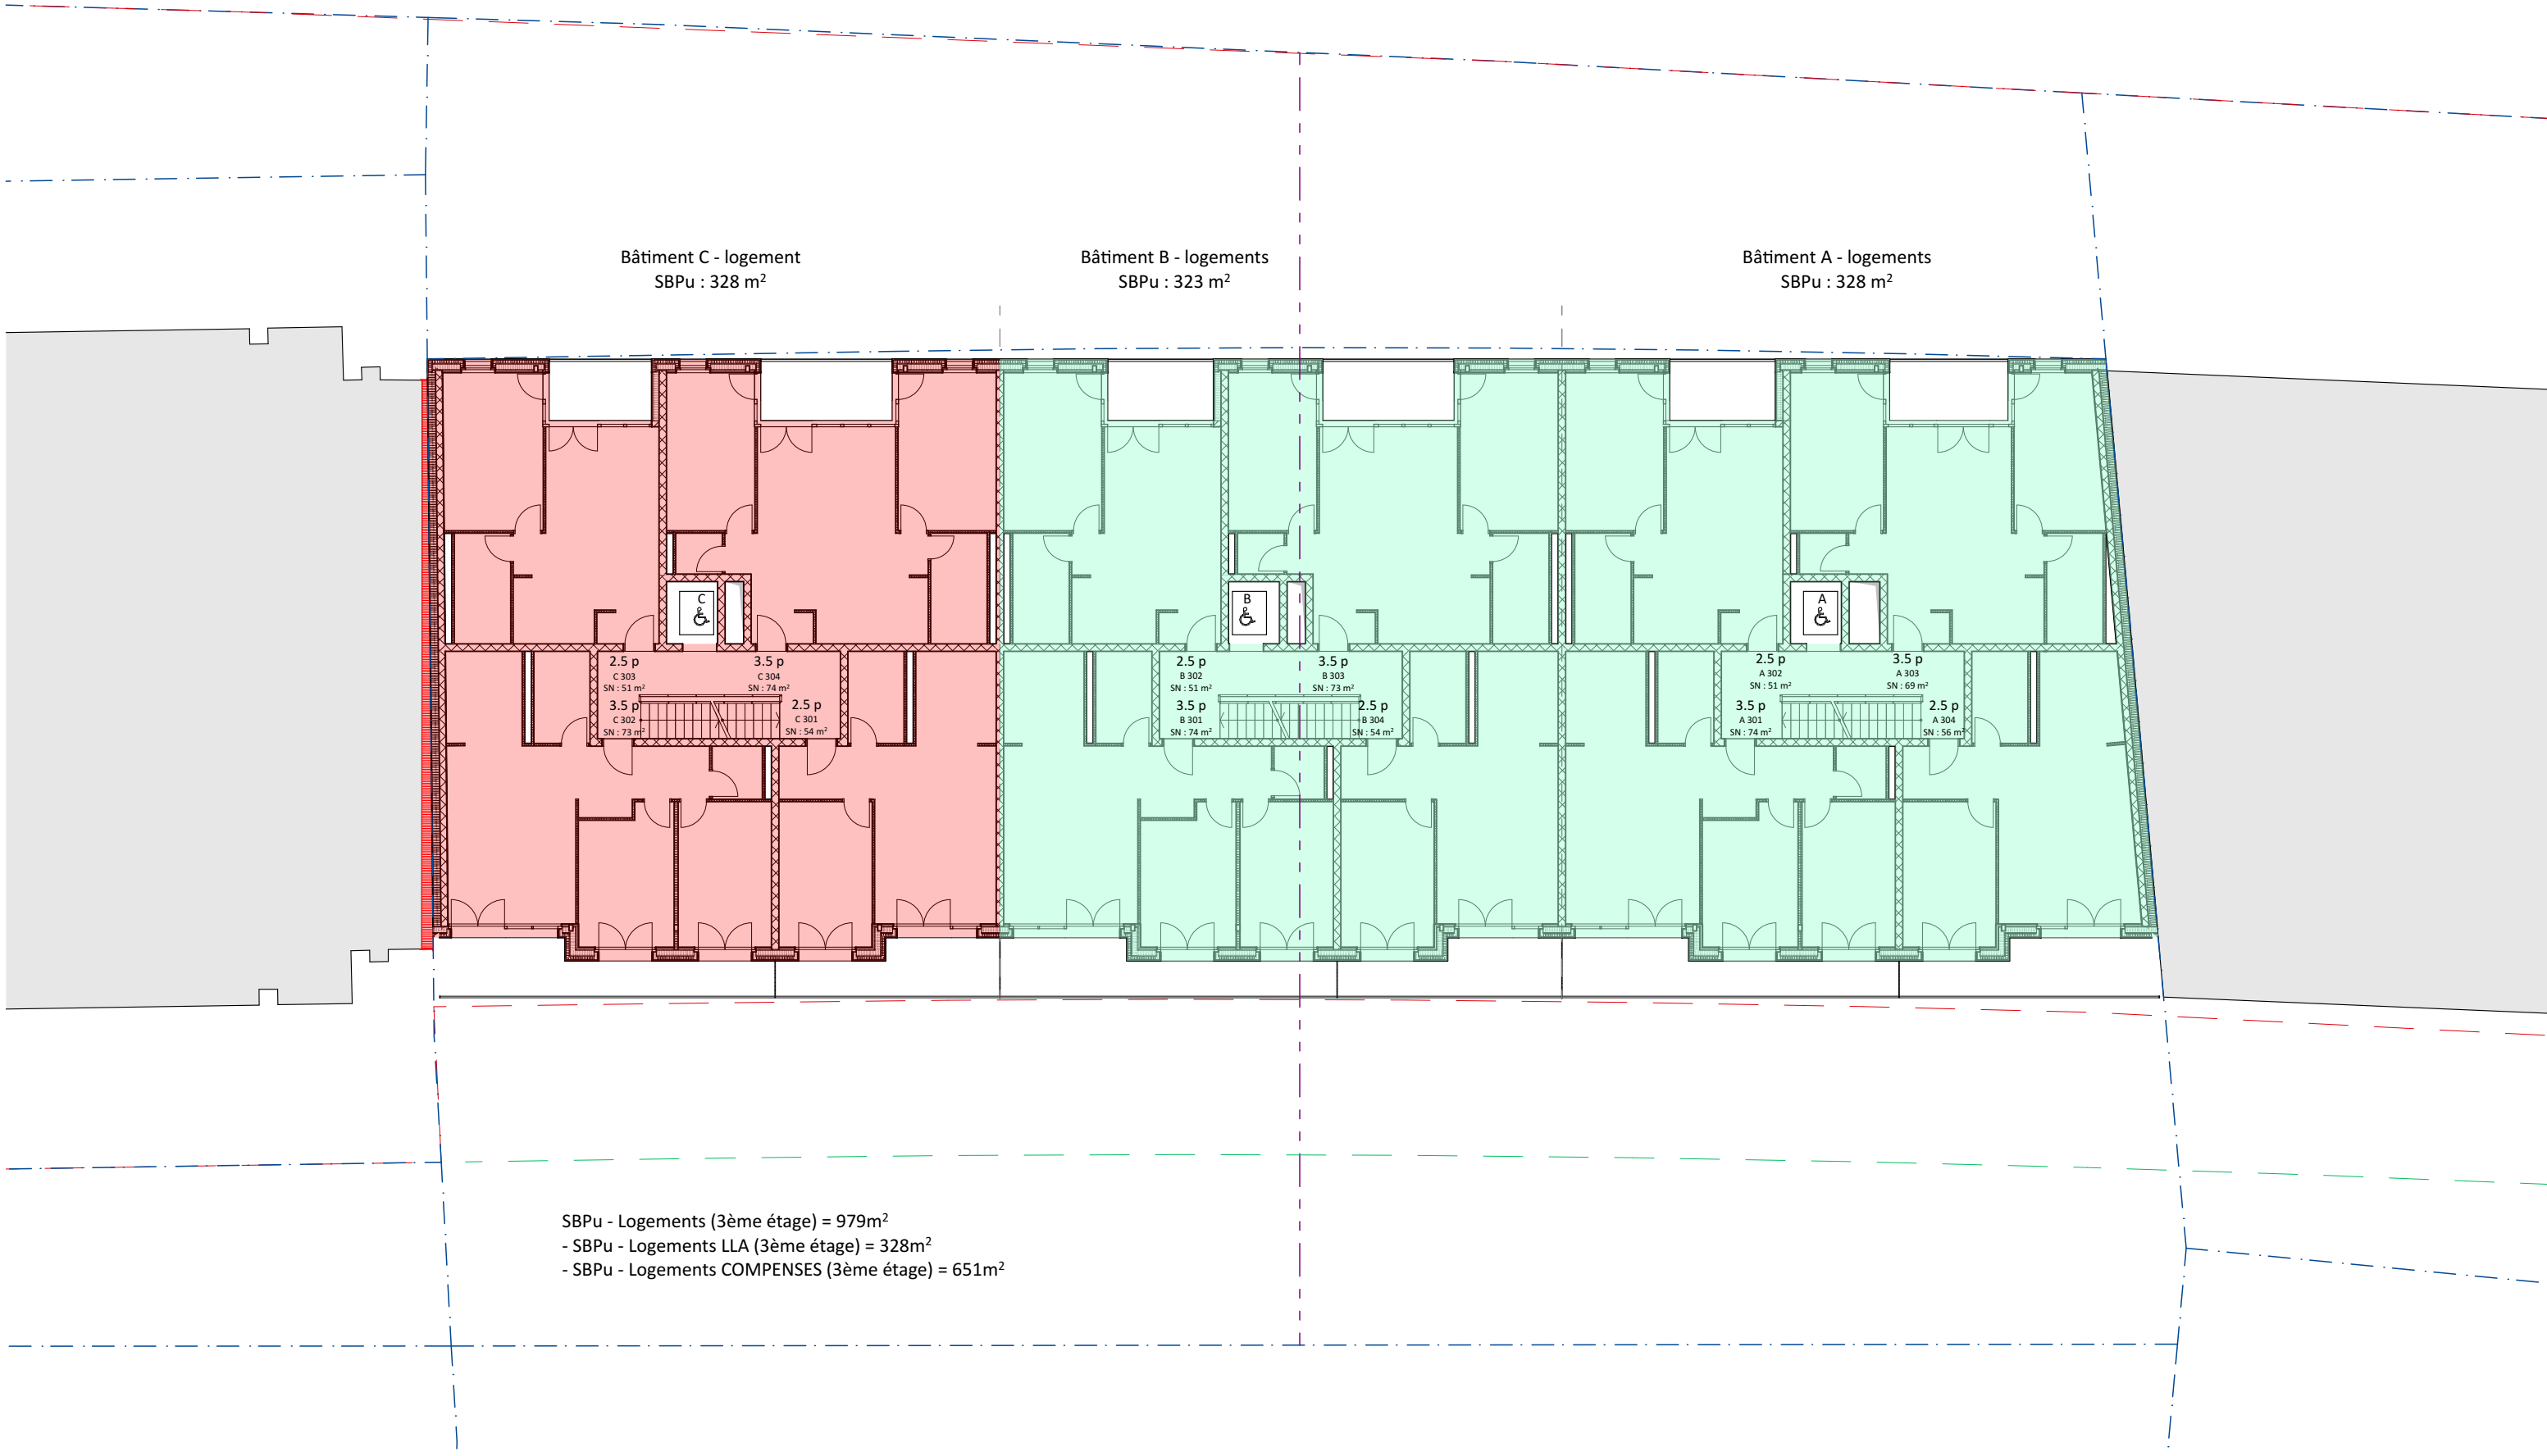 Bâtiment C - logement
SBPu : 328 m²
Bâtiment B - logements
SBPu : 323 m²
Bâtiment A - logements
SBPu : 328 m²
C
B
A
2.5 p
C 303
SN : 51 m²
3.5 p
C 304
SN : 74 m²
3.5 p
C 302
SN : 73 m²
2.5 p
C 301
SN : 54 m²
2.5 p
B 302
SN : 51 m²
3.5 p
B 303
SN : 73 m²
3.5 p
B 301
SN : 74 m²
2.5 p
B 304
SN : 54 m²
2.5 p
A 302
SN : 51 m²
3.5 p
A 303
SN : 69 m²
3.5 p
A 301
SN : 74 m²
2.5 p
A 304
SN : 56 m²
SBPu - Logements (3ème étage) = 979m²
- SBPu - Logements LLA (3ème étage) = 328m²
- SBPu - Logements COMPENSES (3ème étage) = 651m²